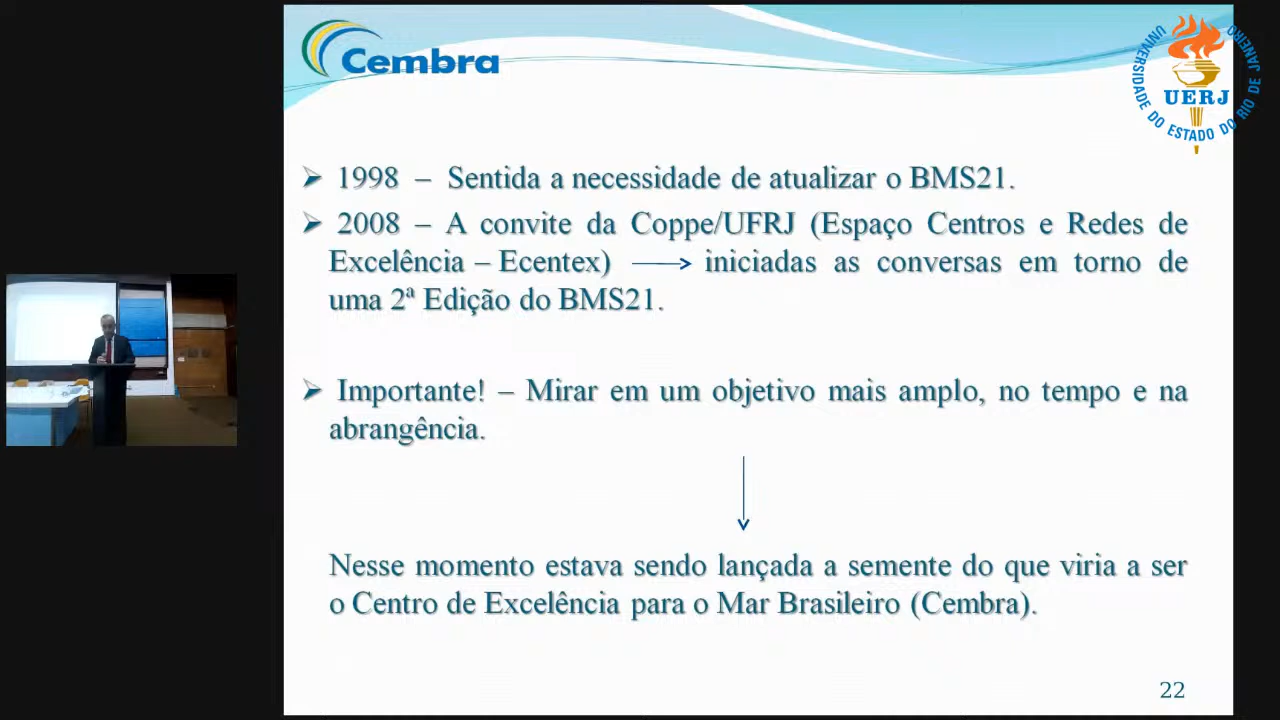 Cembra
UNIVERSIDADE DO ESTADO DO RIO DE JANEIRO
UERJ
➢ 1998 – Sentida a necessidade de atualizar o BMS21.
➢ 2008 – A convite da Coppe/UFRJ (Espaço Centros e Redes de
Excelência – Ecentex) → iniciadas as conversas em torno de
uma 2ª Edição do BMS21.
➢ Importante! – Mirar em um objetivo mais amplo, no tempo e na
abrangência.
Nesse momento estava sendo lançada a semente do que viria a ser
o Centro de Excelência para o Mar Brasileiro (Cembra).
22